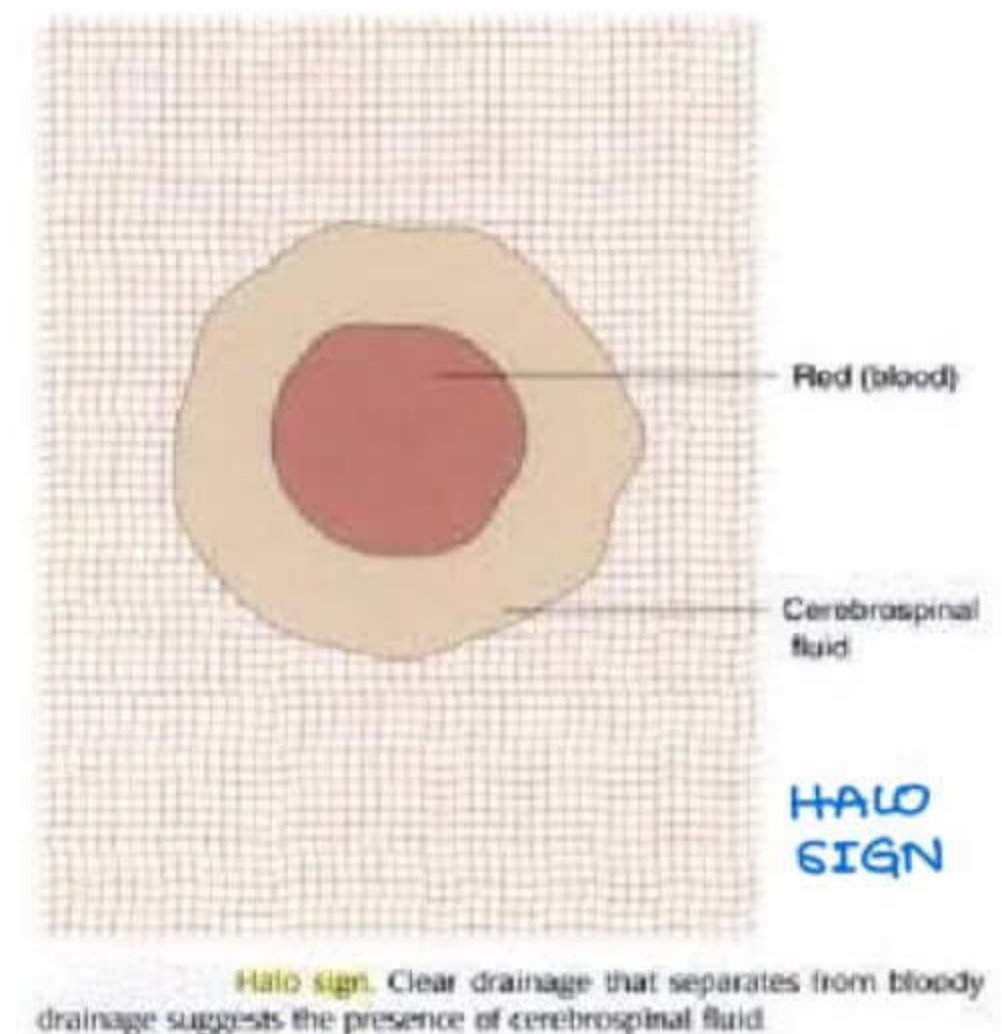 Red (blood)
Cerebrospinal
fluid
HALO
SIGN
Halo sign. Clear drainage that separates from bloody
drainage suggests the presence of cerebrospinal fluid.